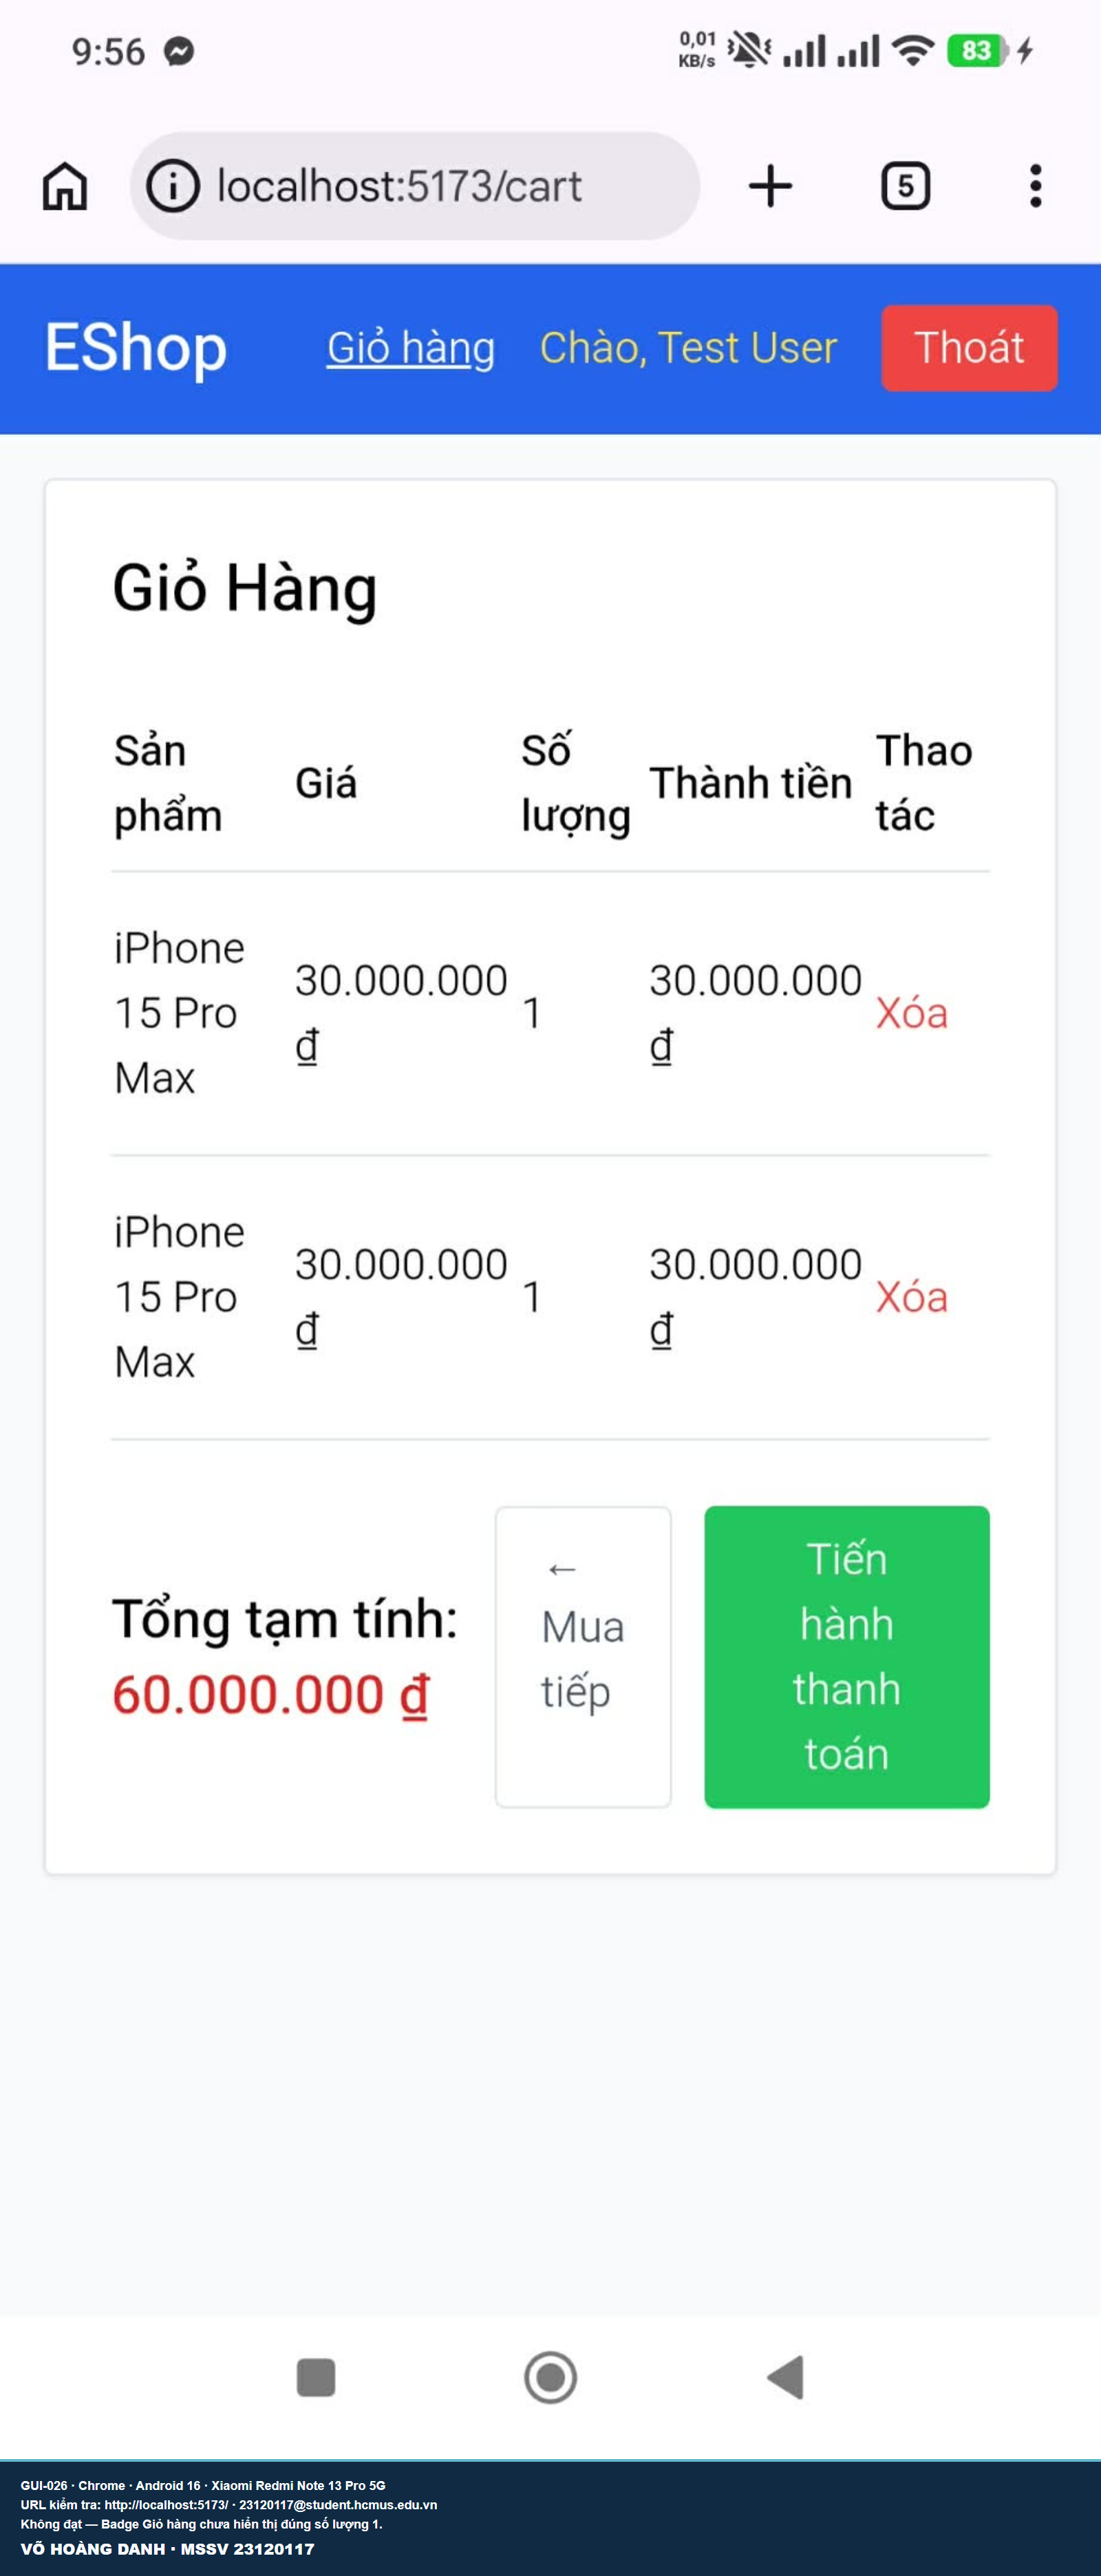 9:56
0,01
KB/s
83
localhost:5173/cart
5
EShop
Giỏ hàng
Chào, Test User
Thoát
Giỏ Hàng
Sản
phẩm
Giá
Số
lượng
Thành tiền
Thao
tác
iPhone
15 Pro
Max
30.000.000
₫
1
30.000.000
₫
Xóa
iPhone
15 Pro
Max
30.000.000
₫
1
30.000.000
₫
Xóa
Tổng tạm tính:
60.000.000 ₫
←
Mua
tiếp
Tiến
hành
thanh
toán
GUI-026 · Chrome · Android 16 · Xiaomi Redmi Note 13 Pro 5G
URL kiểm tra: http://localhost:5173/ · 23120117@student.hcmus.edu.vn
Không đạt — Badge Giỏ hàng chưa hiển thị đúng số lượng 1.
VÕ HOÀNG DANH · MSSV 23120117